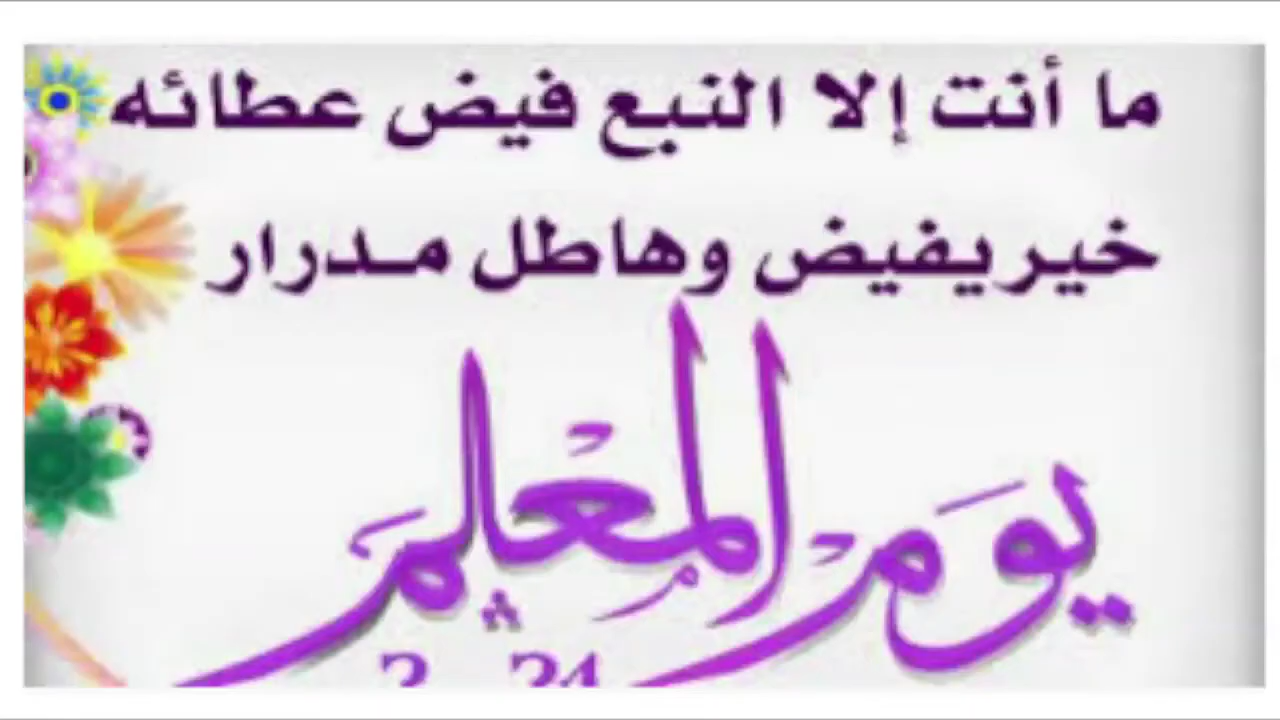 ما أنت إلا النبع فيض عطائه
خير يفيض وهاطل مدرار
يوم المعلم